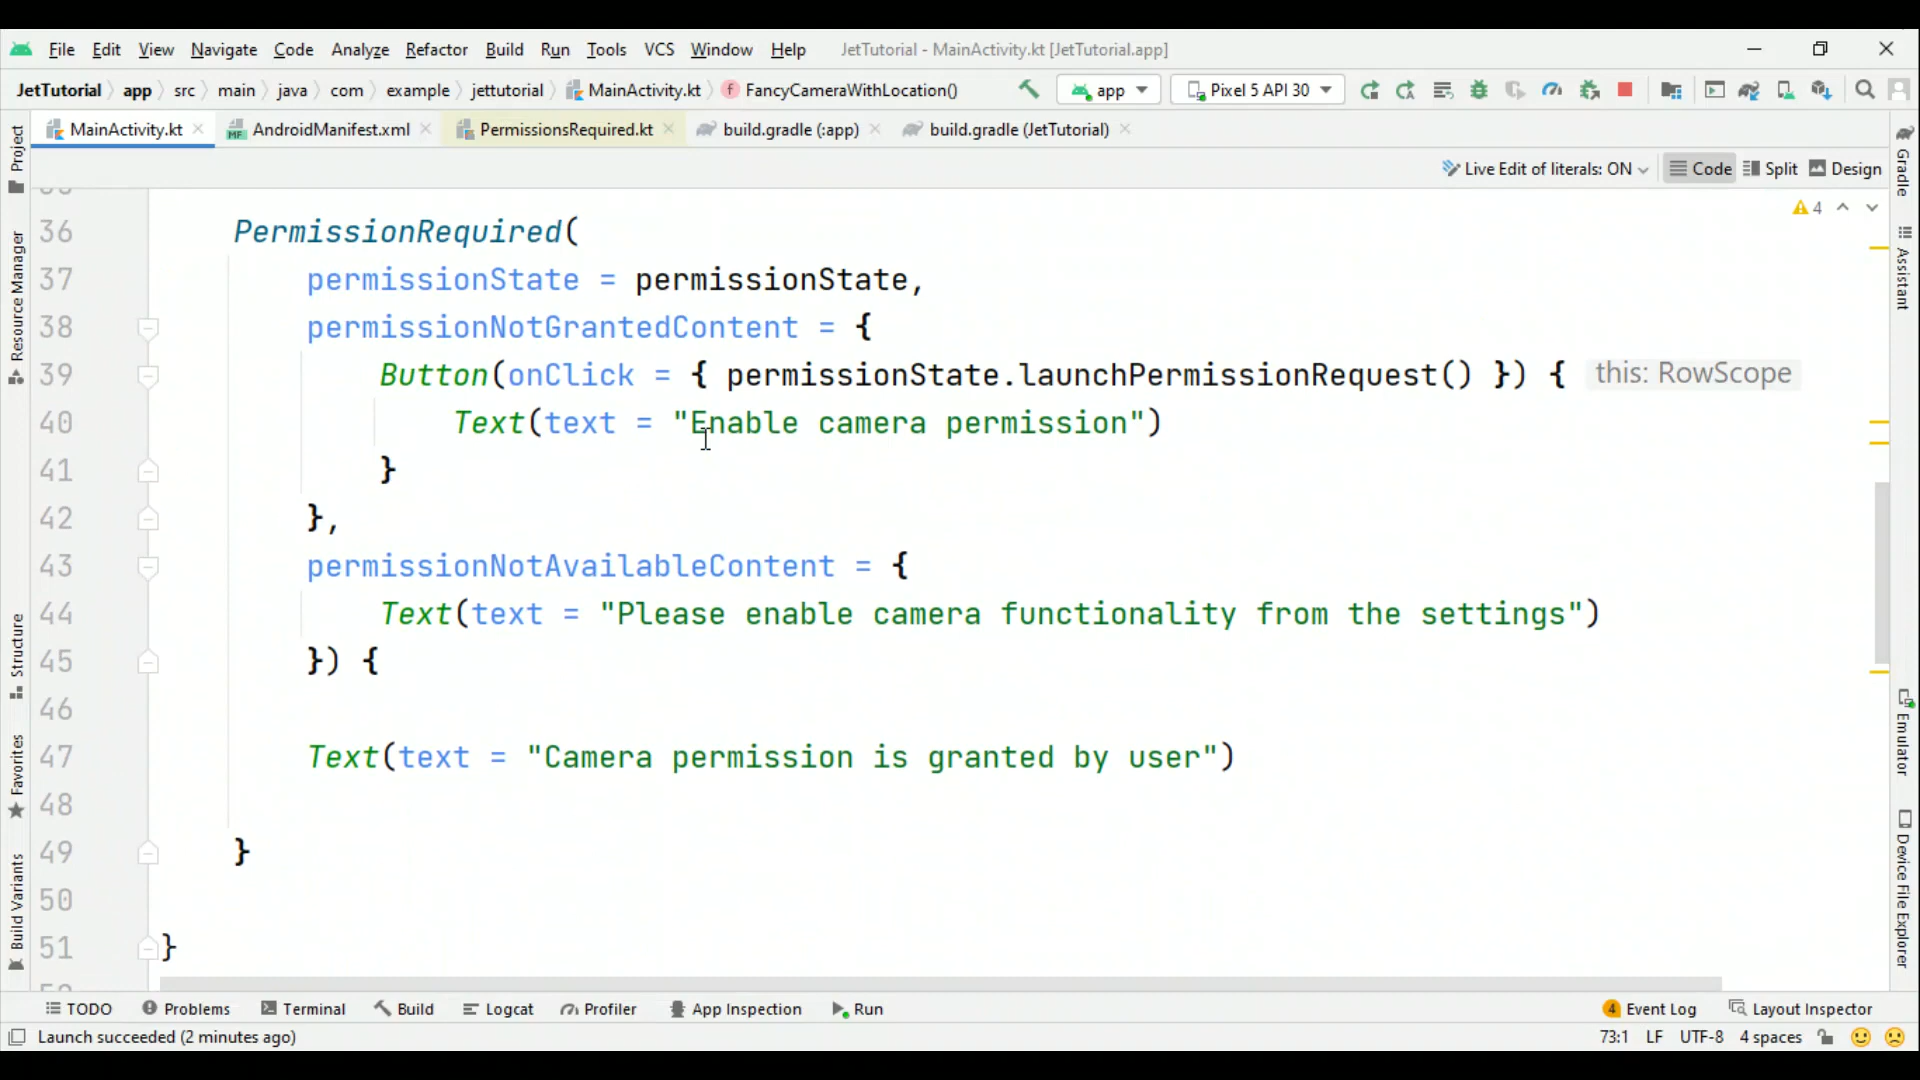 File Edit View Navigate Code Analyze Refactor Build Run Tools VCS Window Help JetTutorial - MainActivity.kt [JetTutorial.app]
JetTutorial app src main java com example jettutorial MainActivity.kt FancyCameraWithLocation() app Pixel 5 API 30
MainActivity.kt AndroidManifest.xml PermissionsRequired.kt build.gradle (:app) build.gradle (JetTutorial)
Live Edit of literals: ON Code Split Design
4
36 PermissionRequired(
37 permissionState = permissionState,
38 permissionNotGrantedContent = {
39 Button(onClick = { permissionState.launchPermissionRequest() }) { this: RowScope
40 Text(text = "Enable camera permission")
41 }
42 },
43 permissionNotAvailableContent = {
44 Text(text = "Please enable camera functionality from the settings")
45 }) {
46
47 Text(text = "Camera permission is granted by user")
48
49 }
50
51 }
Project
Resource Manager
Structure
Favorites
Build Variants
Gradle
Assistant
Emulator
Device File Explorer
TODO Problems Terminal Build Logcat Profiler App Inspection Run 4 Event Log Layout Inspector
Launch succeeded (2 minutes ago) 73:1 LF UTF-8 4 spaces